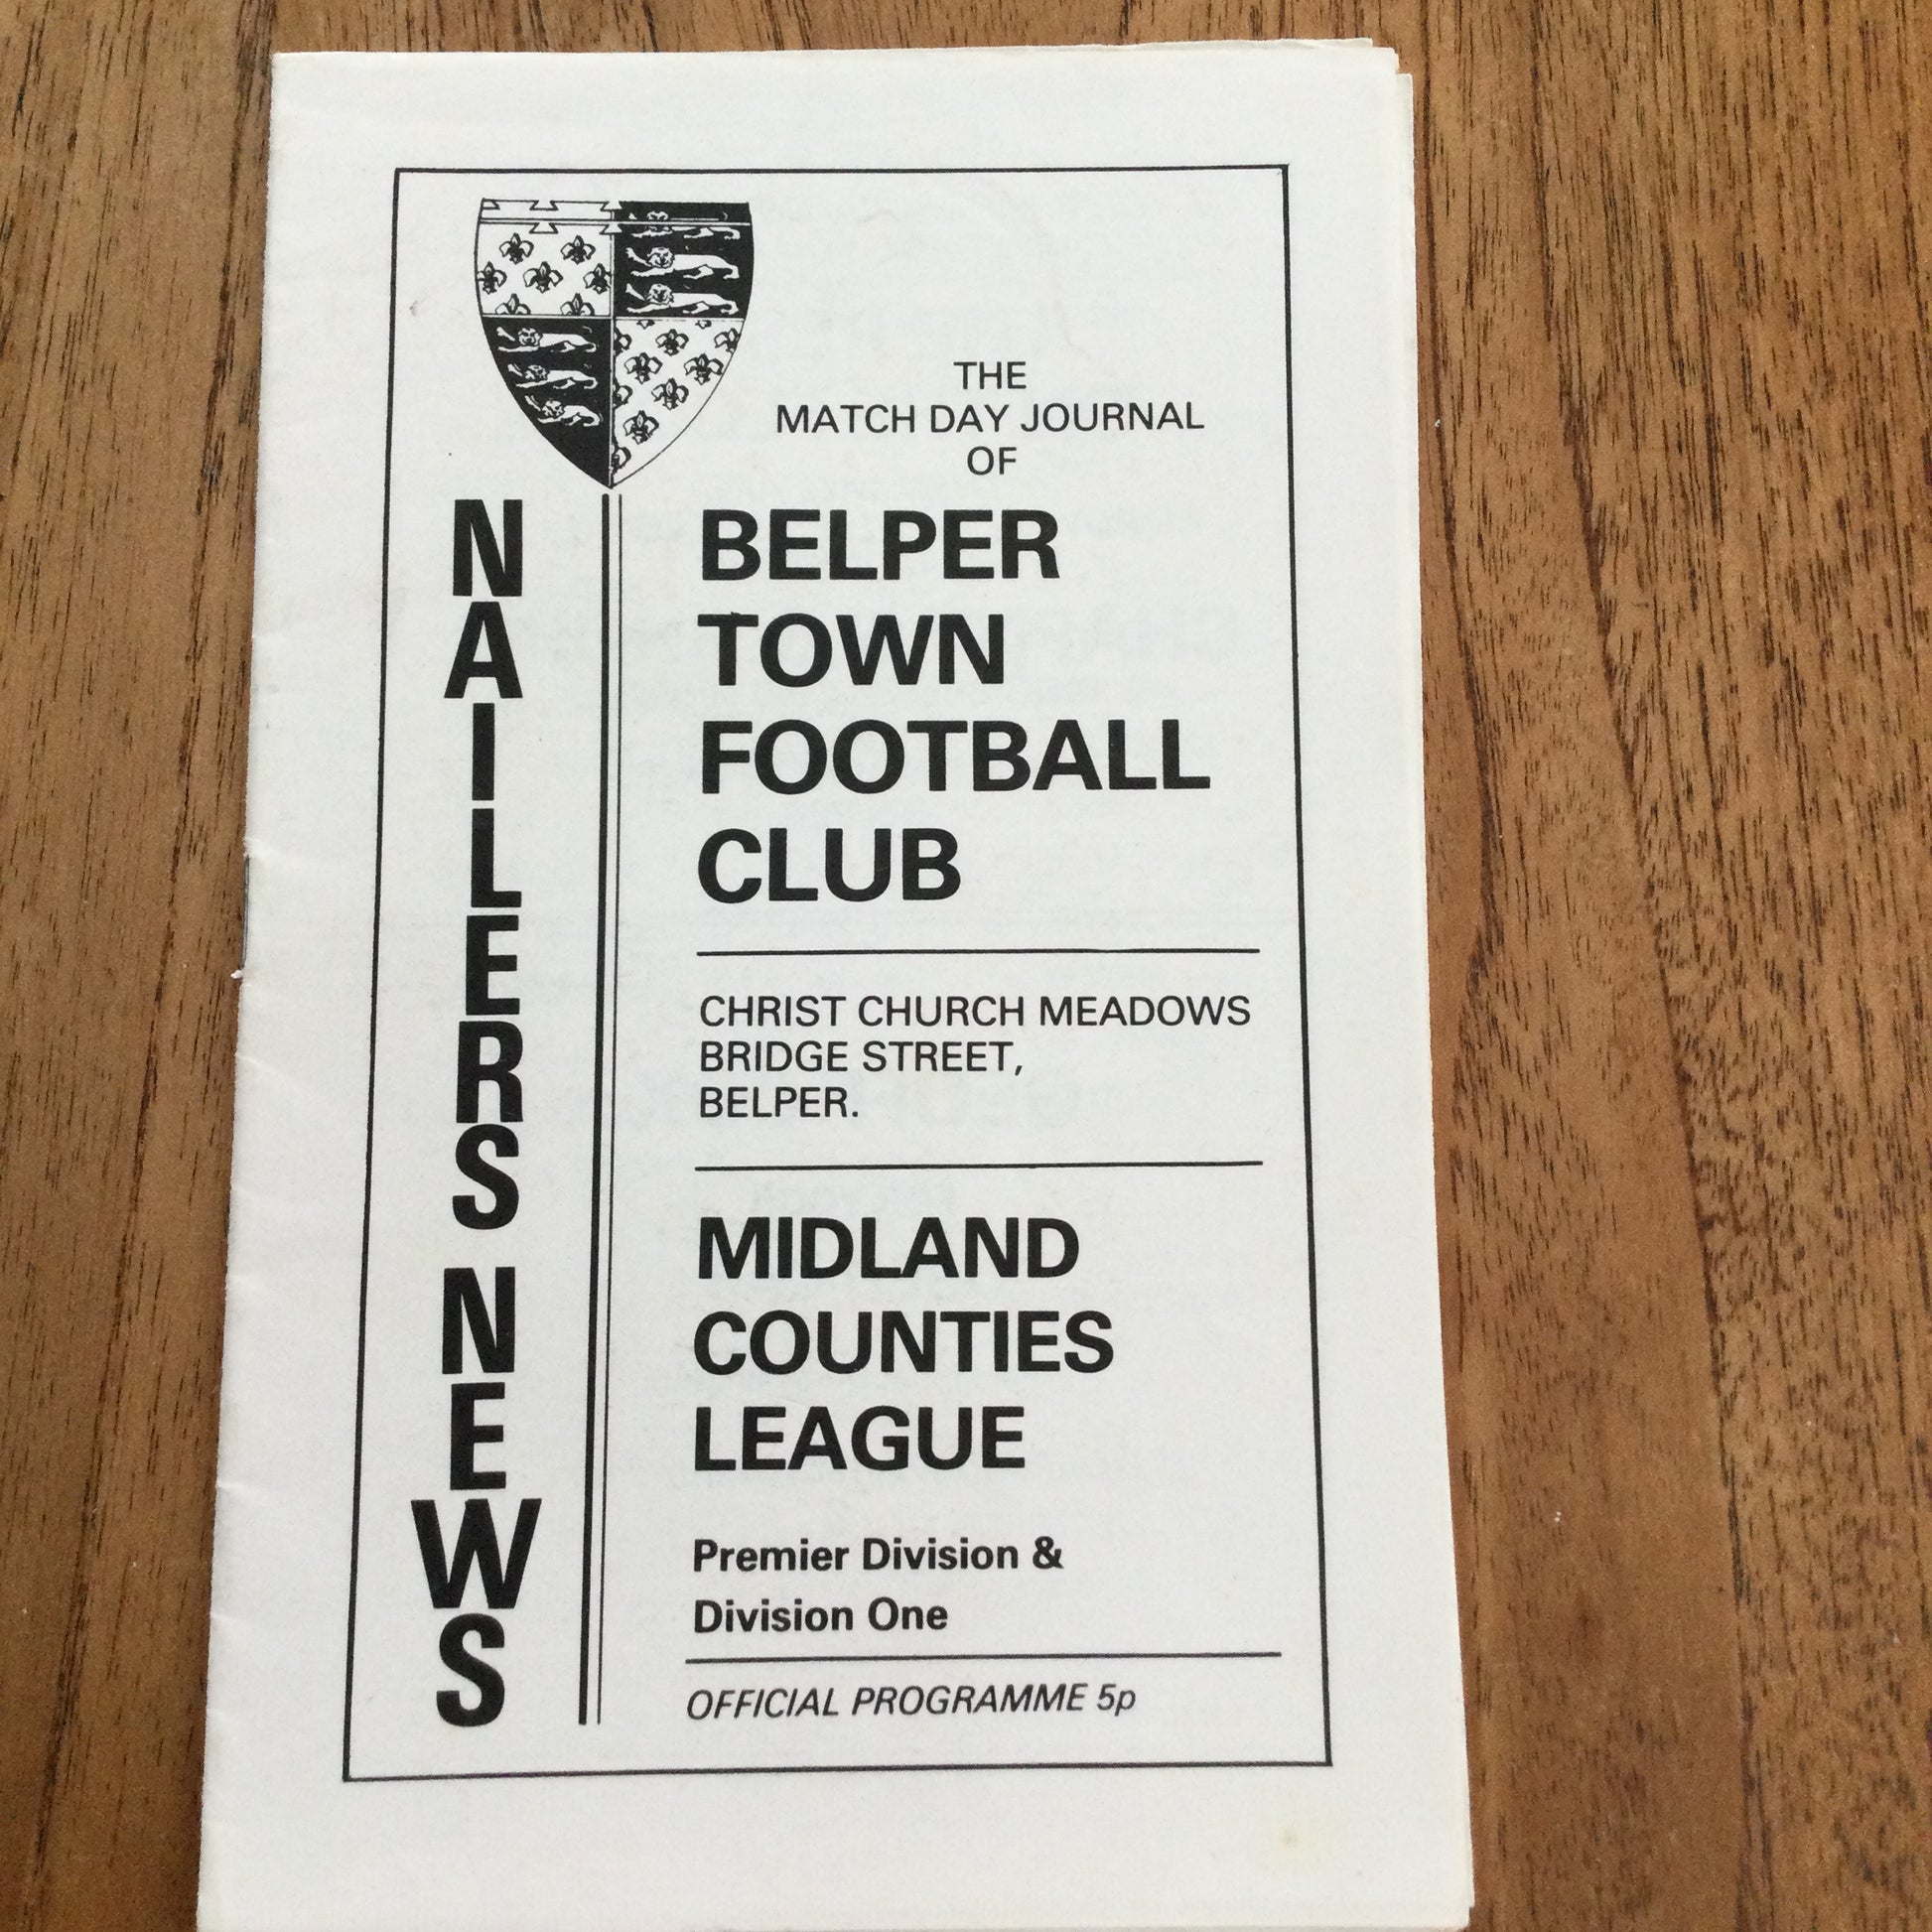 THE
MATCH DAY JOURNAL
OF
NAILERS NEWS
BELPER
TOWN
FOOTBALL
CLUB
CHRIST CHURCH MEADOWS
BRIDGE STREET,
BELPER.
MIDLAND
COUNTIES
LEAGUE
Premier Division &
Division One
OFFICIAL PROGRAMME 5p